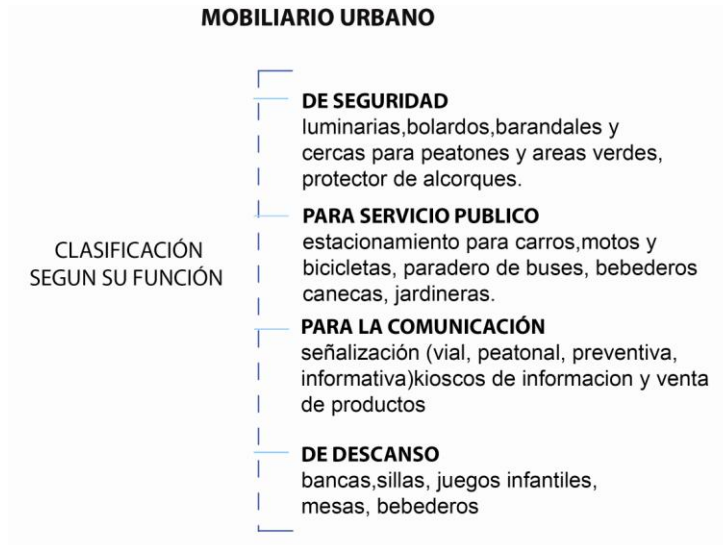 MOBILIARIO URBANO
CLASIFICACIÓN
SEGUN SU FUNCIÓN
DE SEGURIDAD
luminarias,bolardos,barandales y
cercas para peatones y areas verdes,
protector de alcorques.
PARA SERVICIO PUBLICO
estacionamiento para carros,motos y
bicicletas, paradero de buses, bebederos
canecas, jardineras.
PARA LA COMUNICACIÓN
señalización (vial, peatonal, preventiva,
informativa)kioscos de informacion y venta
de productos
DE DESCANSO
bancas,sillas, juegos infantiles,
mesas, bebederos